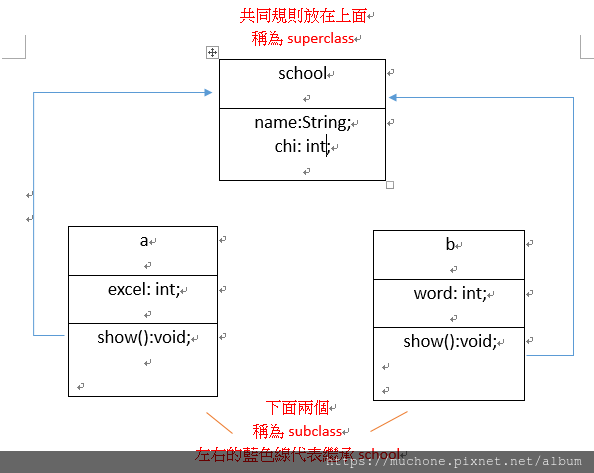 共同規則放在上面
稱為 superclass
school
name:String;
chi: int;
a
excel: int;
show():void;
b
word: int;
show():void;
下面兩個
稱為 subclass
左右的藍色線代表繼承 school
https://muchone.pixnet.net/album